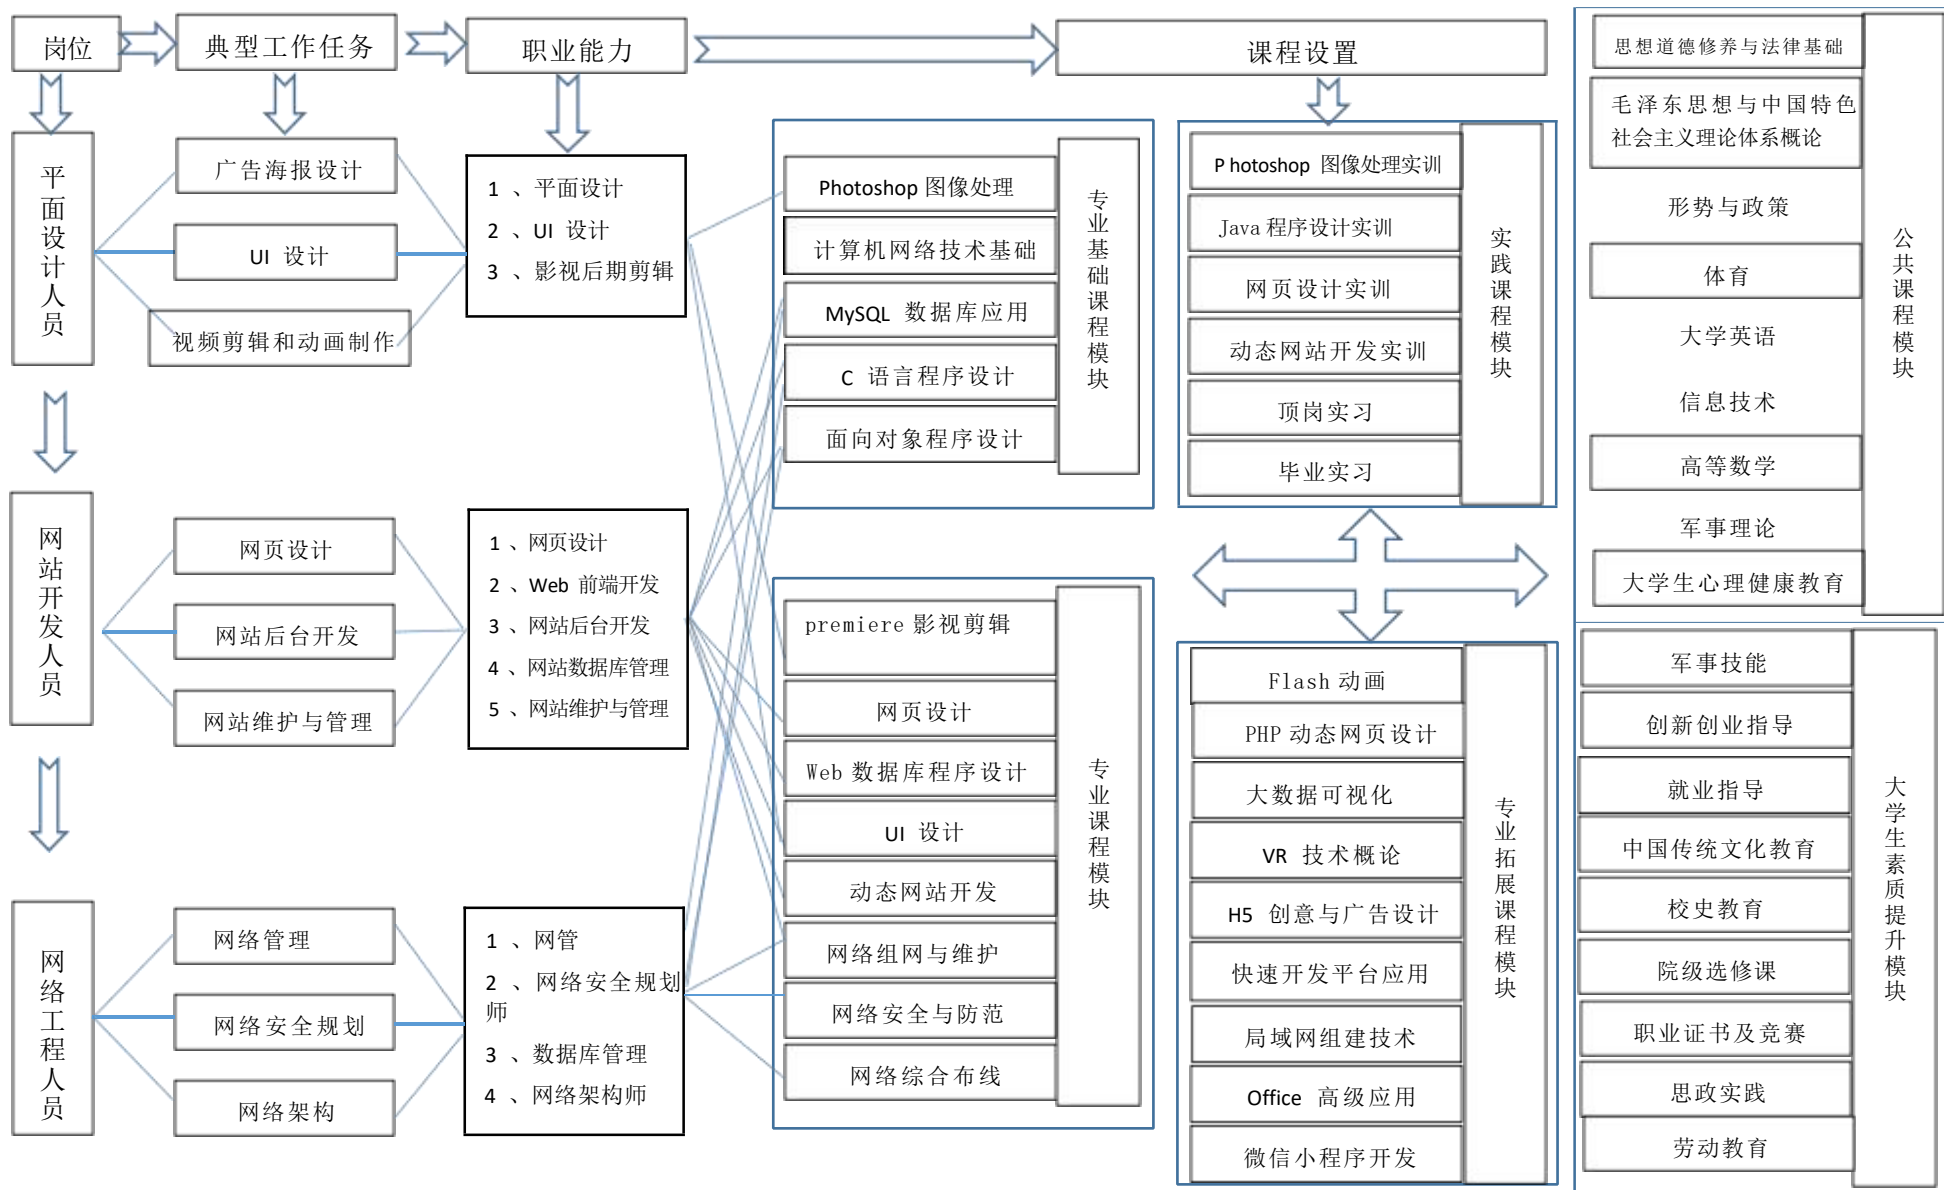 岗位
典型工作任务
职业能力
课程设置
平面设计人员
广告海报设计
UI 设计
视频剪辑和动画制作
1 、平面设计
2 、UI 设计
3 、影视后期剪辑
网站开发人员
网页设计
网站后台开发
网站维护与管理
1 、网页设计
2 、Web 前端开发
3 、网站后台开发
4 、网站数据库管理
5 、网站维护与管理
网络工程人员
网络管理
网络安全规划
网络架构
1 、网管
2 、网络安全规划
师
3 、数据库管理
4 、网络架构师
Photoshop 图像处理
计算机网络技术基础
MySQL 数据库应用
C 语言程序设计
面向对象程序设计
专业基础课程模块
premiere 影视剪辑
网页设计
Web 数据库程序设计
UI 设计
动态网站开发
网络组网与维护
网络安全与防范
网络综合布线
专业课程模块
P hotoshop 图像处理实训
Java 程序设计实训
网页设计实训
动态网站开发实训
顶岗实习
毕业实习
实践课程模块
Flash 动画
PHP 动态网页设计
大数据可视化
VR 技术概论
H5 创意与广告设计
快速开发平台应用
局域网组建技术
Office 高级应用
微信小程序开发
专业拓展课程模块
思想道德修养与法律基础
毛泽东思想与中国特色
社会主义理论体系概论
形势与政策
体育
大学英语
信息技术
高等数学
军事理论
大学生心理健康教育
公共课程模块
军事技能
创新创业指导
就业指导
中国传统文化教育
校史教育
院级选修课
职业证书及竞赛
思政实践
劳动教育
大学生素质提升模块